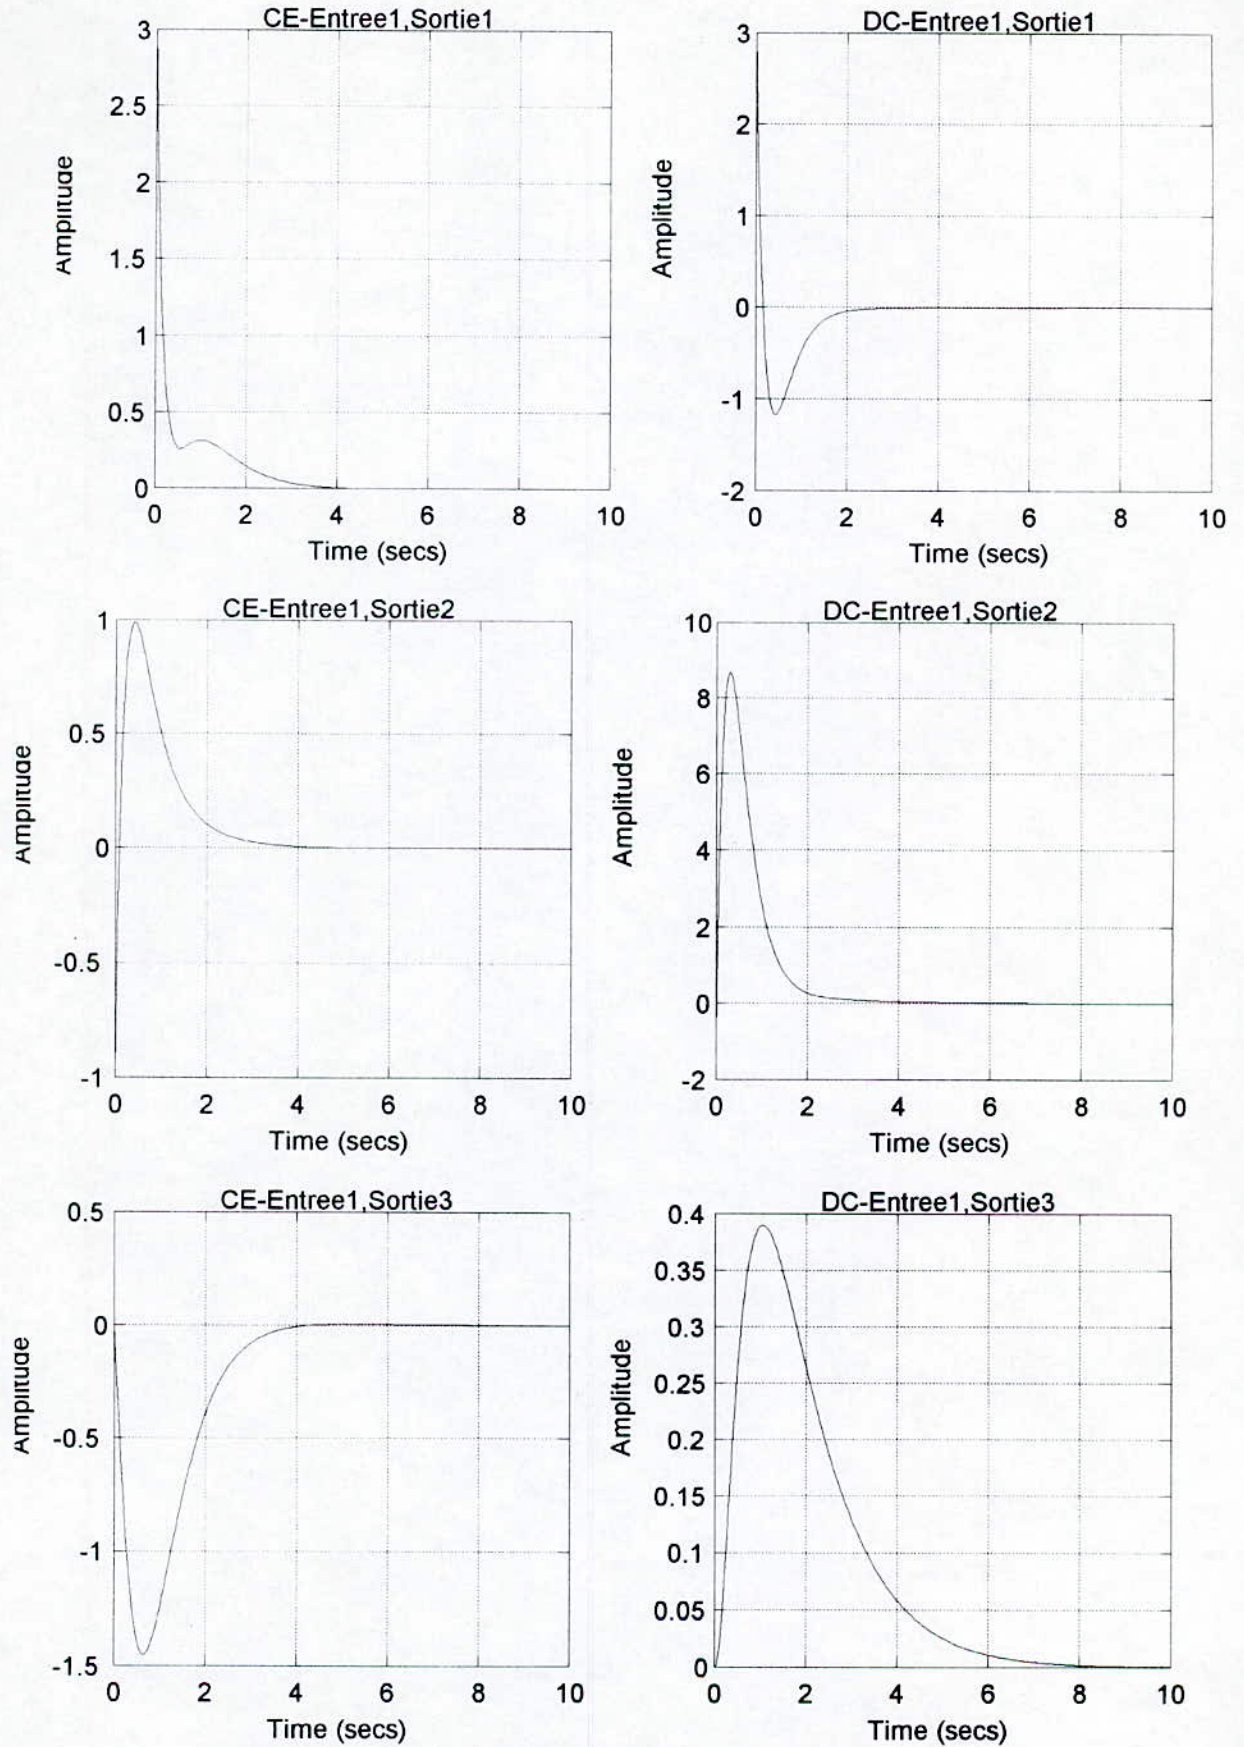 CE-Entree1,Sortie1
3
2.5
2
1.5
1
0.5
0
Amplitude
0 2 4 6 8 10
Time (secs)
DC-Entree1,Sortie1
3
2
1
0
-1
-2
Amplitude
0 2 4 6 8 10
Time (secs)
CE-Entree1,Sortie2
1
0.5
0
-0.5
-1
Amplitude
0 2 4 6 8 10
Time (secs)
DC-Entree1,Sortie2
10
8
6
4
2
0
-2
Amplitude
0 2 4 6 8 10
Time (secs)
CE-Entree1,Sortie3
0.5
0
-0.5
-1
-1.5
Amplitude
0 2 4 6 8 10
Time (secs)
DC-Entree1,Sortie3
0.4
0.35
0.3
0.25
0.2
0.15
0.1
0.05
0
Amplitude
0 2 4 6 8 10
Time (secs)